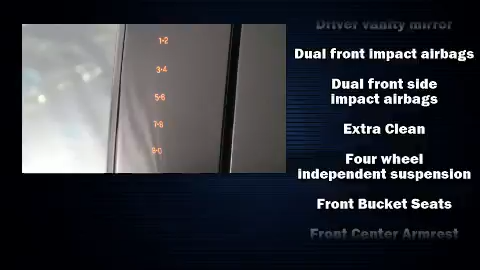 1·2
3·4
5·6
7·8
9·0
Driver vanity mirror
Dual front impact airbags
Dual front side
impact airbags
Extra Clean
Four wheel
independent suspension
Front Bucket Seats
Front Center Armrest